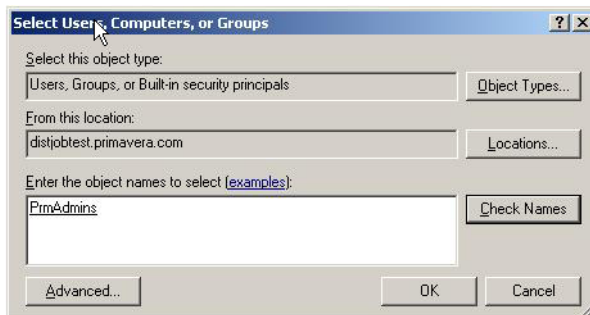 Select Users, Computers, or Groups
Select this object type:
Users, Groups, or Built-in security principals
Object Types...
From this location:
distjobtest.primavera.com
Locations...
Enter the object names to select (examples):
PrmAdmins
Check Names
Advanced...
OK
Cancel